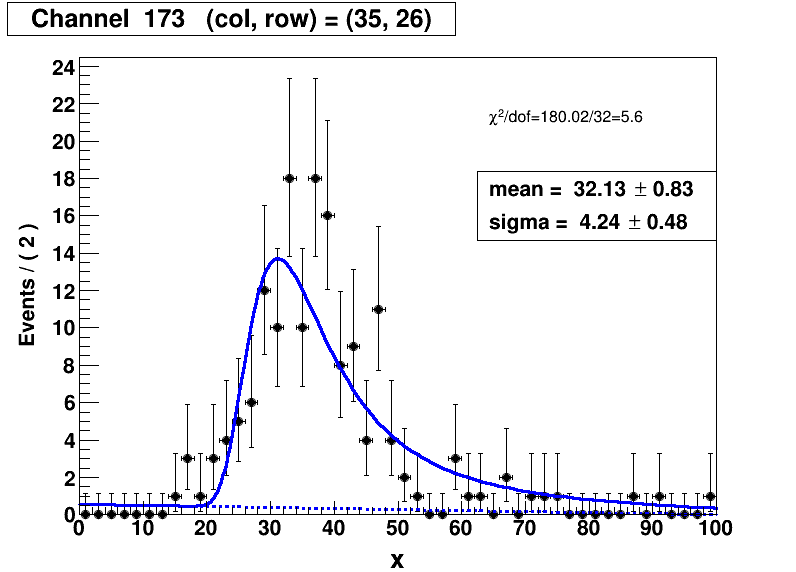 Channel 173 (col, row) = (35, 26)
χ²/dof=180.02/32=5.6
mean = 32.13 ± 0.83
sigma = 4.24 ± 0.48
Events / ( 2 )
24
22
20
18
16
14
12
10
8
6
4
2
0
0 10 20 30 40 50 60 70 80 90 100
x